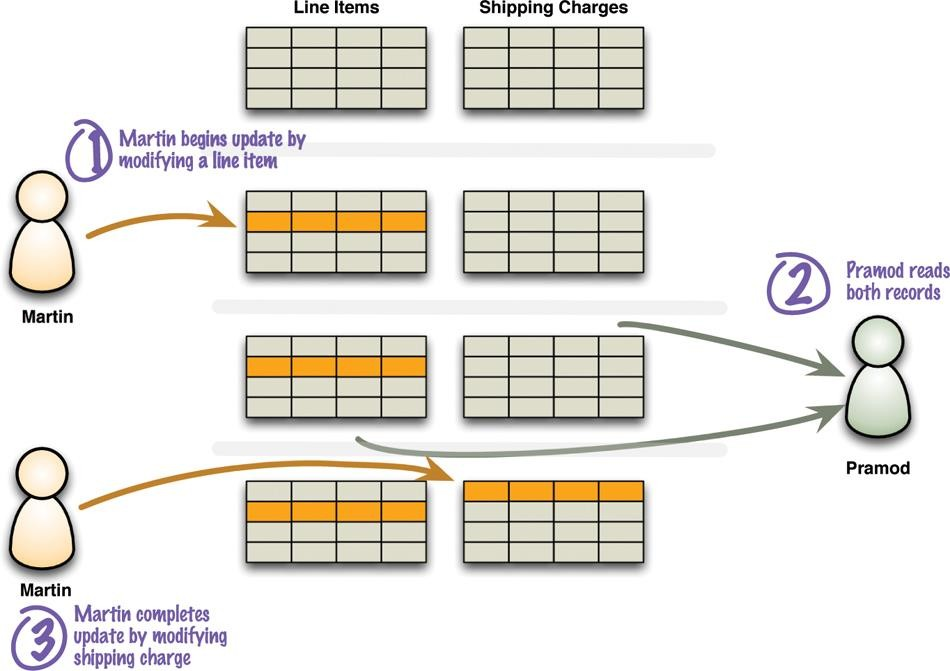 Line Items
Shipping Charges
1
Martin begins update by
modifying a line item
Martin
2
Pramod reads
both records
Pramod
Martin
3
Martin completes
update by modifying
shipping charge